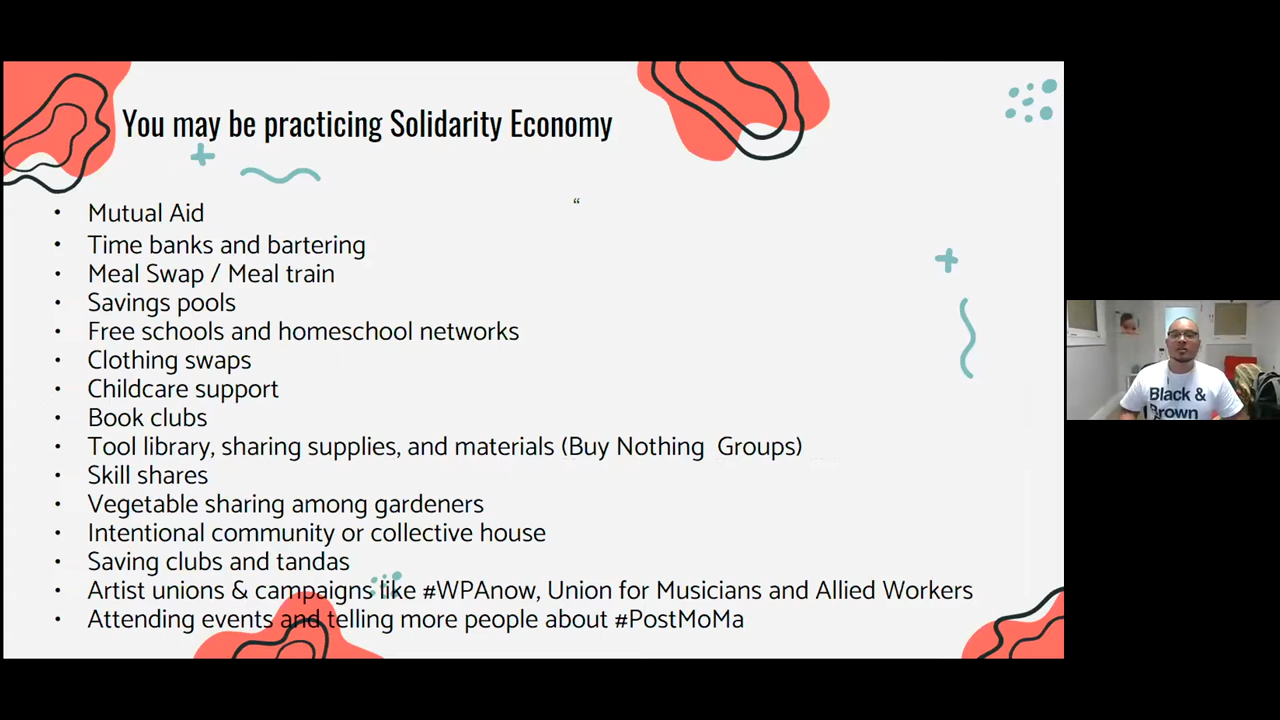 You may be practicing Solidarity Economy
“
• Mutual Aid
• Time banks and bartering
• Meal Swap / Meal train
• Savings pools
• Free schools and homeschool networks
• Clothing swaps
• Childcare support
• Book clubs
• Tool library, sharing supplies, and materials (Buy Nothing  Groups)
• Skill shares
• Vegetable sharing among gardeners
• Intentional community or collective house
• Saving clubs and tandas
• Artist unions & campaigns like #WPAnow, Union for Musicians and Allied Workers
• Attending events and telling more people about #PostMoMa
Black &
Brown